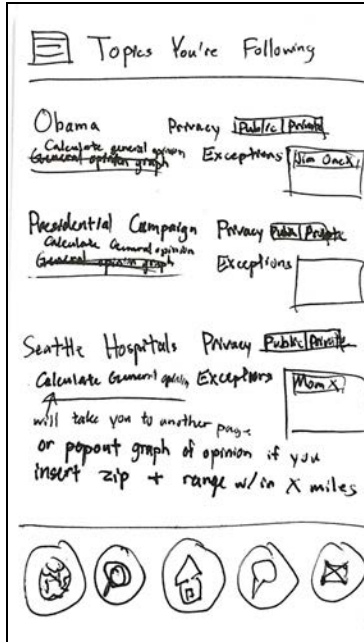 Topics You're Following
Obama Privacy Public Private
Calculate general opinion
General opinion graph Exceptions Jim One X
Presidential Campaign Privacy Public Private
Calculate General opinion
General opinion graph Exceptions
Seattle Hospitals Privacy Public Private
Calculate General opinion Exceptions Mom X
will take you to another page
or popout graph of opinion if you
insert zip + range w/in X miles